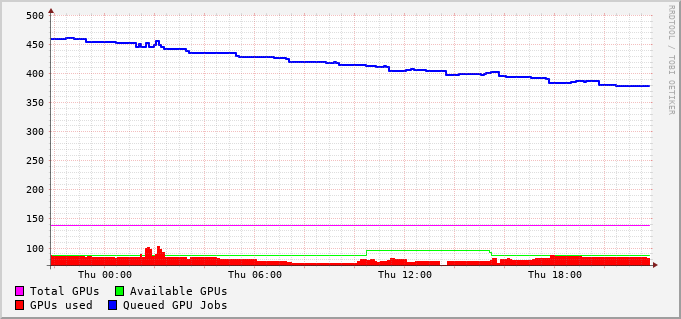 500
450
400
350
300
250
200
150
100
Thu 00:00 Thu 06:00 Thu 12:00 Thu 18:00
Total GPUs Available GPUs
GPUs used Queued GPU Jobs
RRDTOOL / TOBI OETIKER